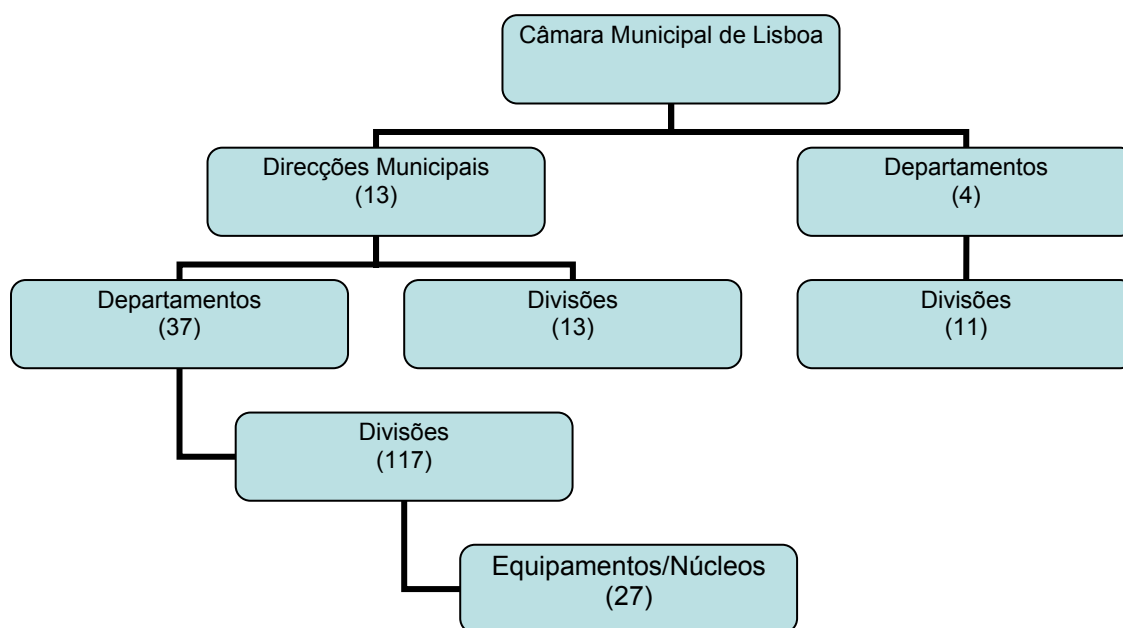 Câmara Municipal de Lisboa
Direcções Municipais
(13)
Departamentos
(4)
Departamentos
(37)
Divisões
(13)
Divisões
(11)
Divisões
(117)
Equipamentos/Núcleos
(27)